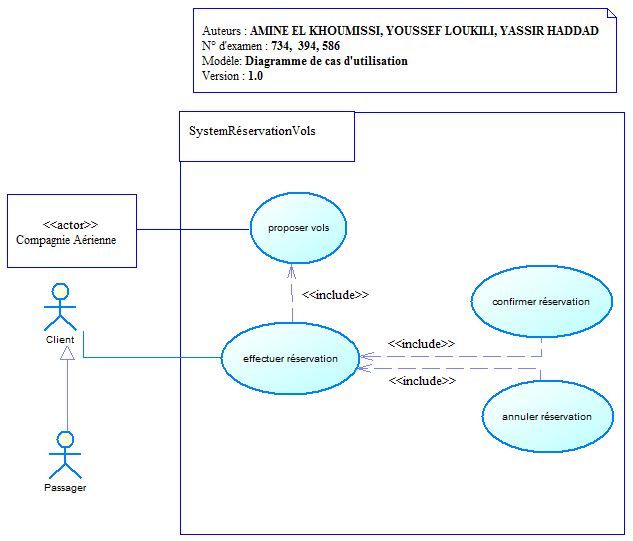 Auteurs : AMINE EL KHOUMISSI, YOUSSEF LOUKILI, YASSIR HADDAD
N° d'examen : 734, 394, 586
Modèle: Diagramme de cas d'utilisation
Version : 1.0
SystemRéservationVols
<<actor>>
Compagnie Aérienne
proposer vols
<<include>>
Client
confirmer réservation
<<include>>
effectuer réservation
<<include>>
annuler réservation
Passager